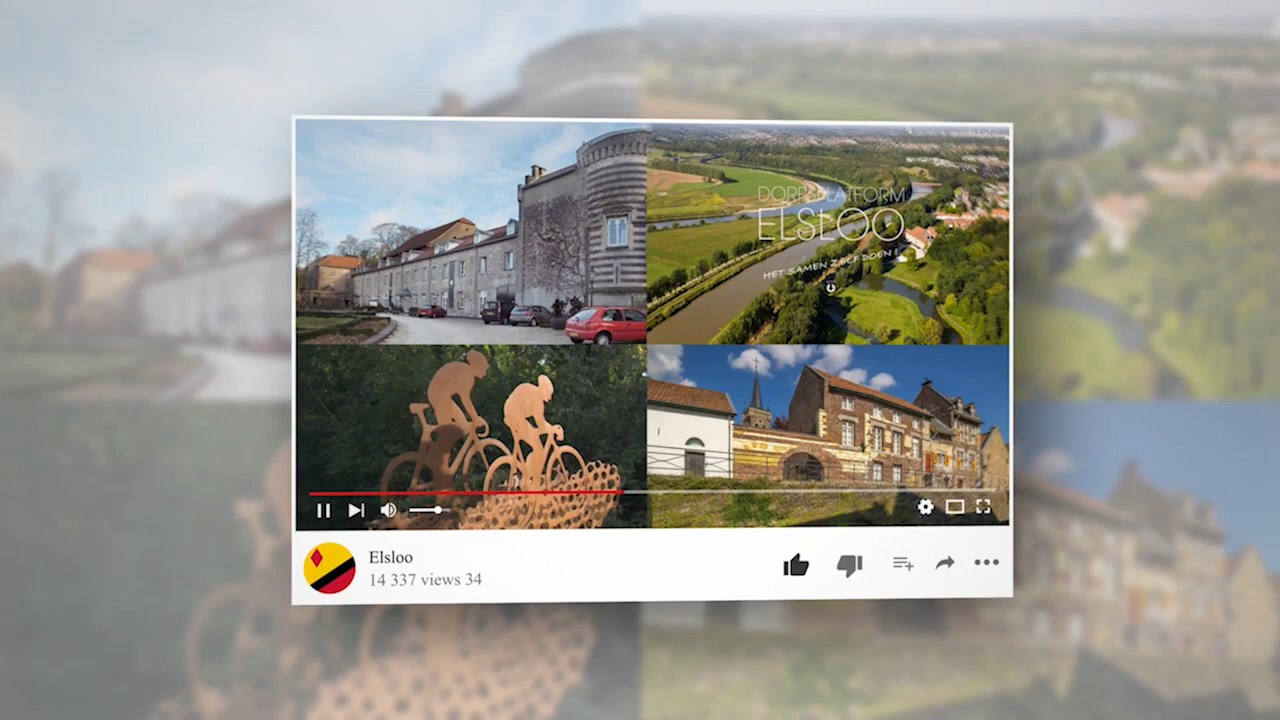 DORPSPLATFORM
ELSLOO
HET SAMEN ZELF DOEN!
Elsloo
14 337 views 34